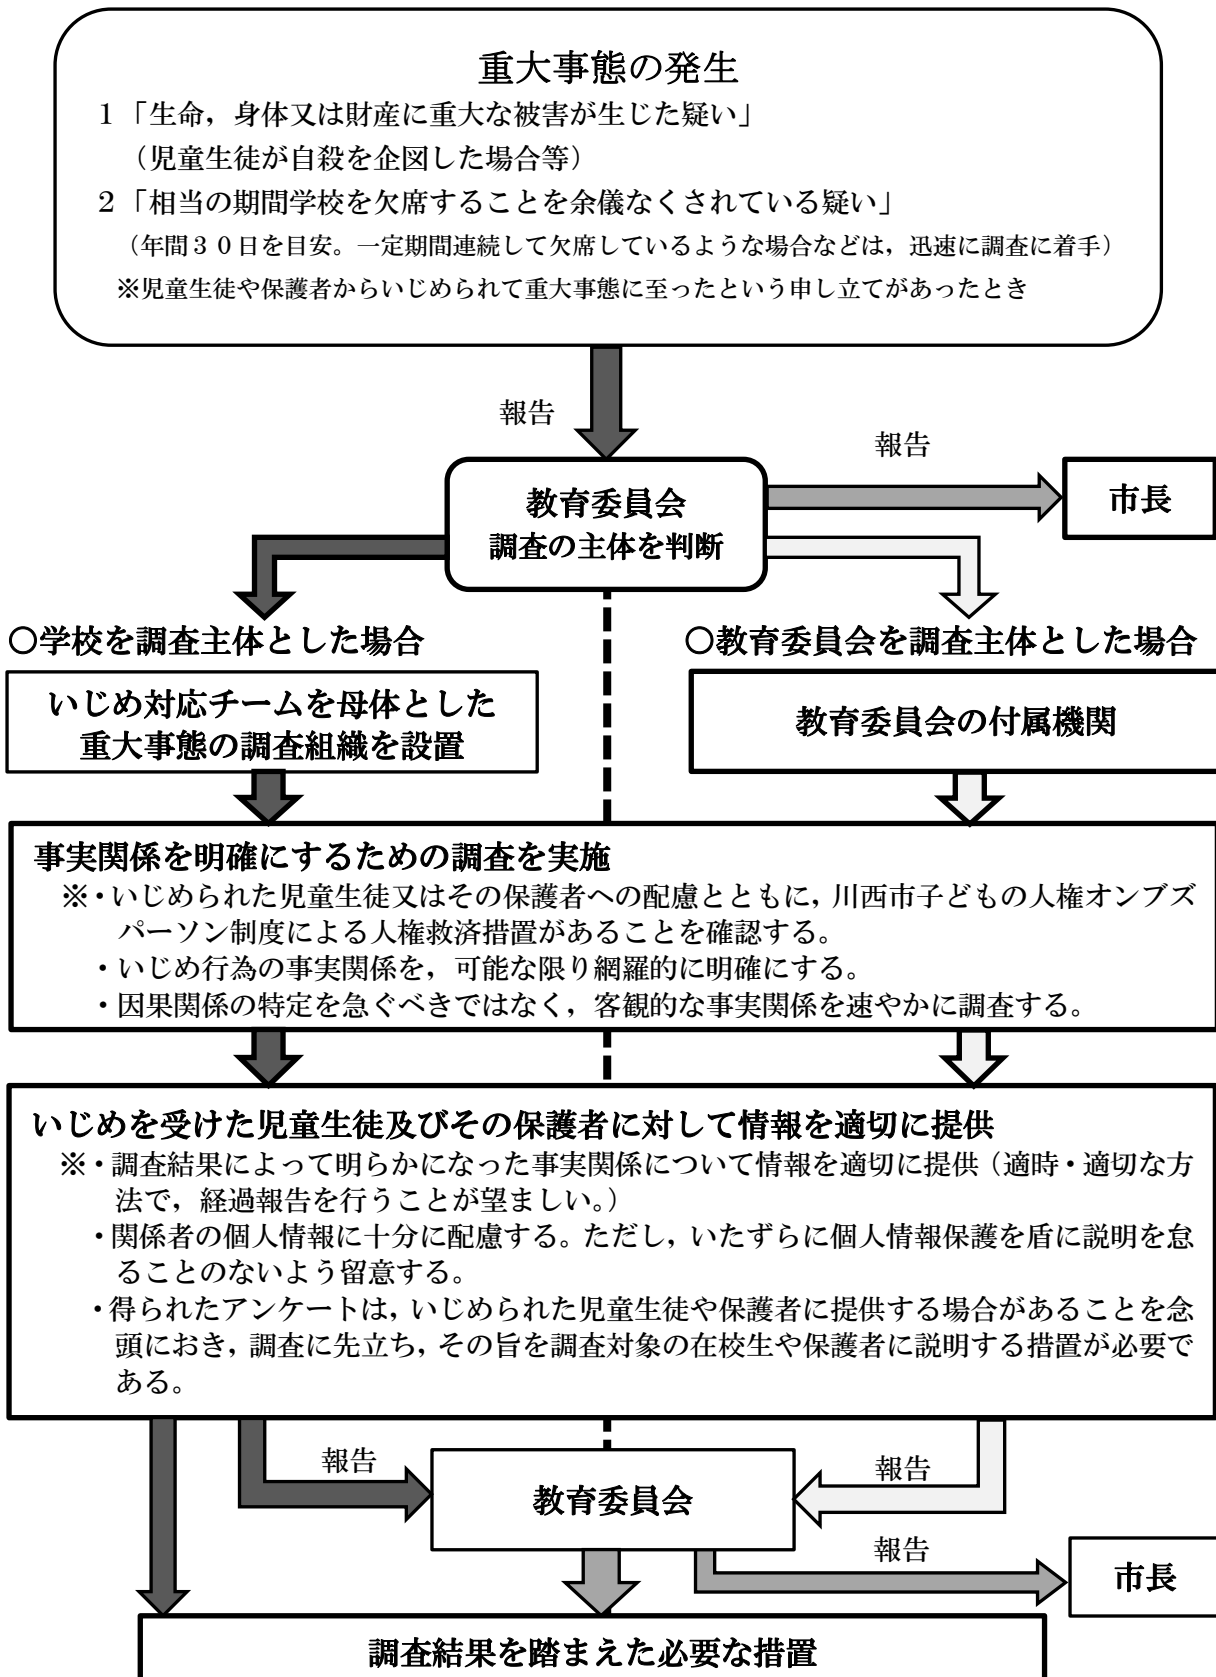 重大事態の発生
１「生命，身体又は財産に重大な被害が生じた疑い」
（児童生徒が自殺を企図した場合等）
２「相当の期間学校を欠席することを余儀なくされている疑い」
（年間３０日を目安。一定期間連続して欠席しているような場合などは，迅速に調査に着手）
※児童生徒や保護者からいじめられて重大事態に至ったという申し立てがあったとき
報告
報告
教育委員会
調査の主体を判断
市長
〇学校を調査主体とした場合
〇教育委員会を調査主体とした場合
いじめ対応チームを母体とした
重大事態の調査組織を設置
教育委員会の付属機関
事実関係を明確にするための調査を実施
※・いじめられた児童生徒又はその保護者への配慮とともに，川西市子どもの人権オンブズ
パーソン制度による人権救済措置があることを確認する。
・いじめ行為の事実関係を，可能な限り網羅的に明確にする。
・因果関係の特定を急ぐべきではなく，客観的な事実関係を速やかに調査する。
いじめを受けた児童生徒及びその保護者に対して情報を適切に提供
※・調査結果によって明らかになった事実関係について情報を適切に提供（適時・適切な方
法で，経過報告を行うことが望ましい。）
・関係者の個人情報に十分に配慮する。ただし，いたずらに個人情報保護を盾に説明を怠
ることのないよう留意する。
・得られたアンケートは，いじめられた児童生徒や保護者に提供する場合があることを念
頭におき，調査に先立ち，その旨を調査対象の在校生や保護者に説明する措置が必要で
ある。
報告
報告
教育委員会
報告
市長
調査結果を踏まえた必要な措置